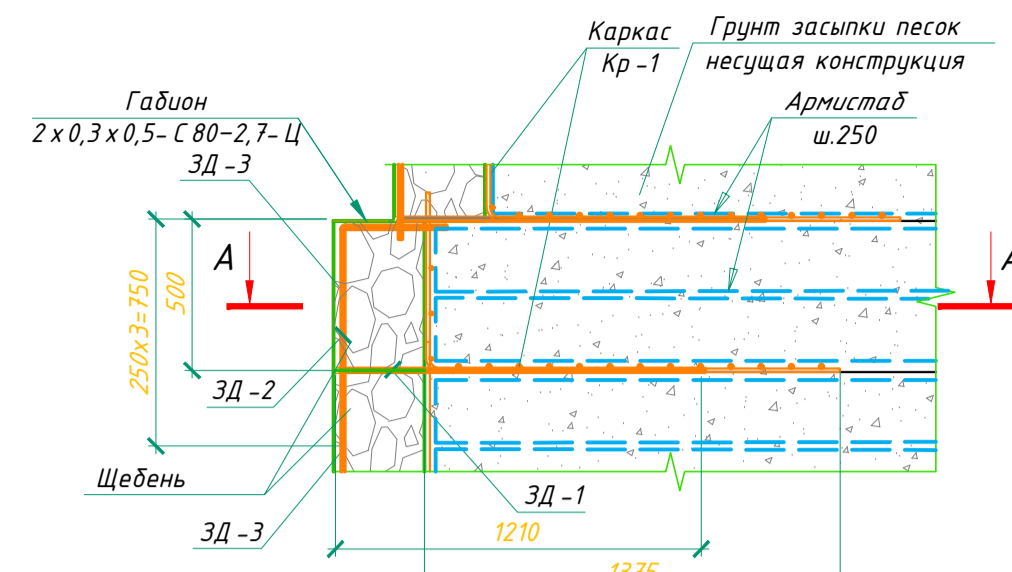 Каркас
Кр-1
Грунт засыпки песок
несущая конструкция
Габион
2 х 0,3 х 0,5- С 80-2,7- Ц
Армистаб
ш.250
ЗД -3
А
А
250х3=750
500
ЗД -2
Щебень
ЗД -1
ЗД -3
1210
1375